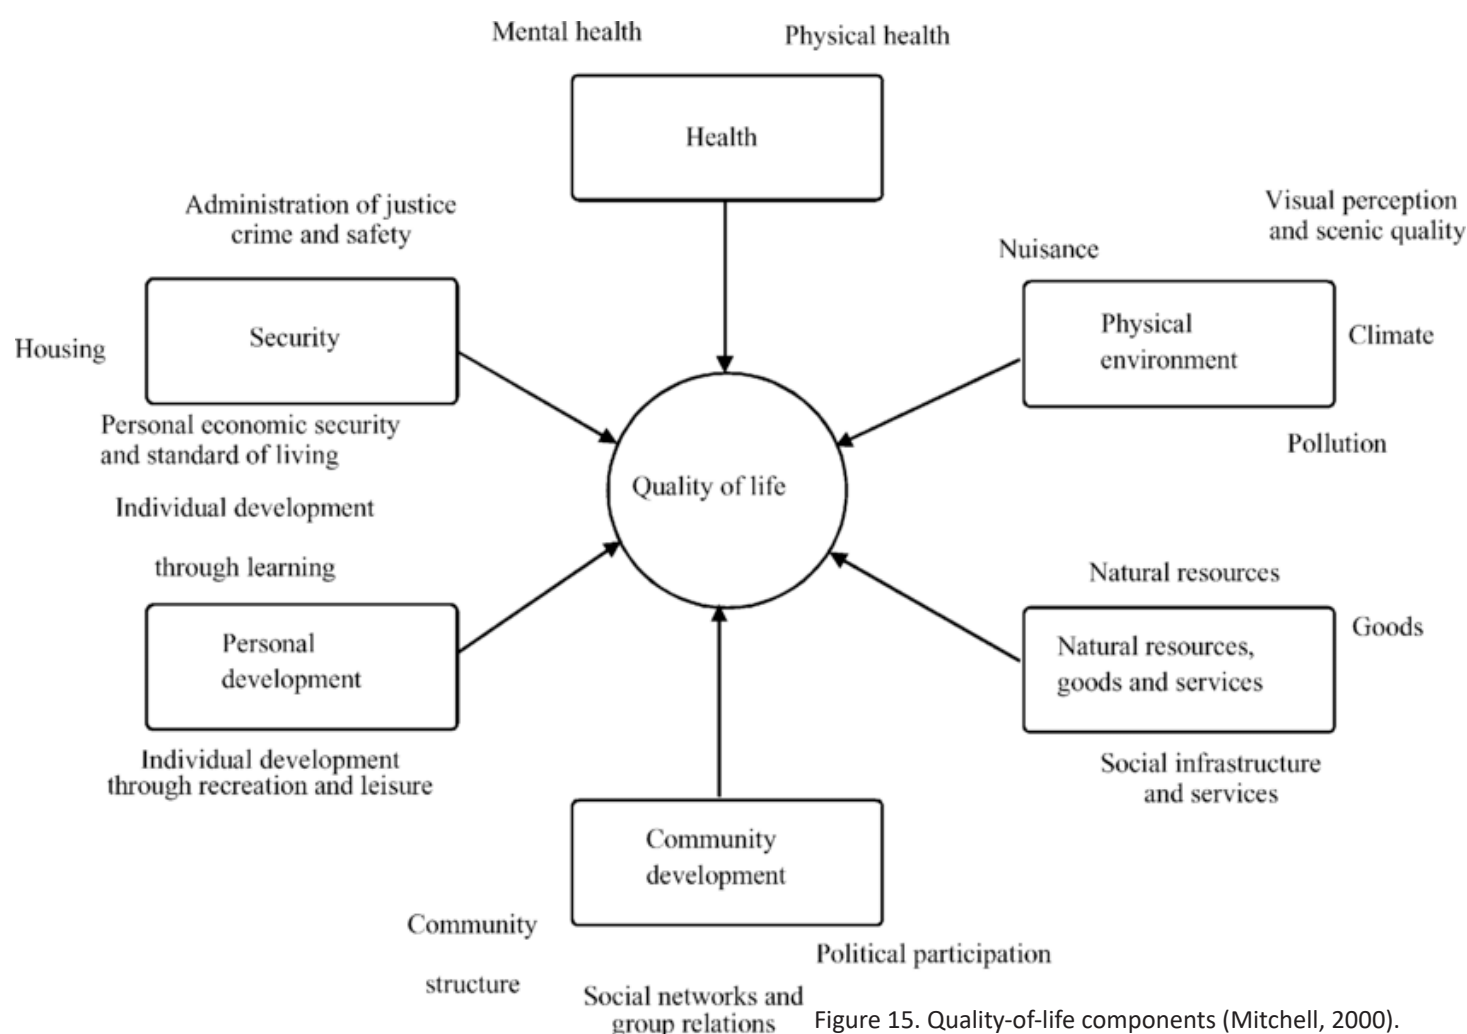 Mental health
Physical health
Health
Administration of justice
crime and safety
Visual perception
and scenic quality
Nuisance
Housing
Security
Physical
environment
Climate
Personal economic security
and standard of living
Pollution
Quality of life
Individual development
through learning
Natural resources
Personal
development
Natural resources,
goods and services
Goods
Individual development
through recreation and leisure
Social infrastructure
and services
Community
development
Community
structure
Political participation
Social networks and
group relations
Figure 15. Quality-of-life components (Mitchell, 2000).